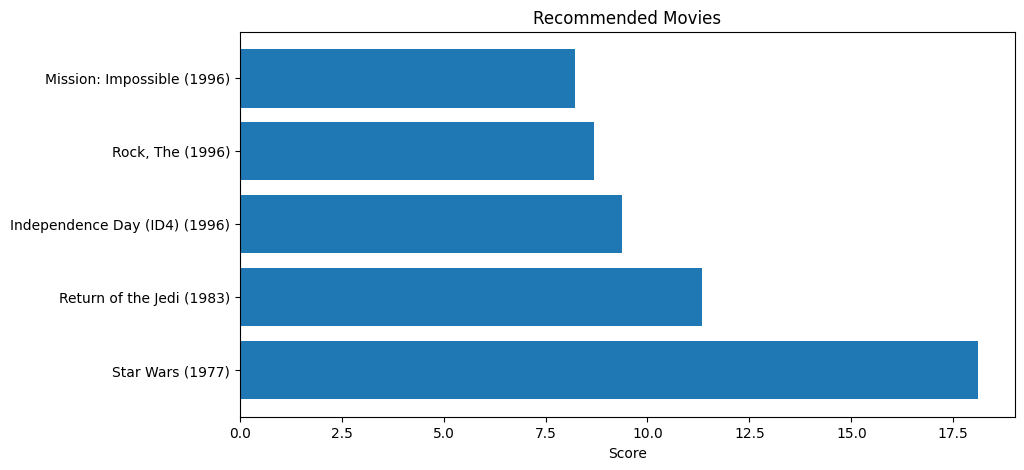 Recommended Movies
Mission: Impossible (1996)
Rock, The (1996)
Independence Day (ID4) (1996)
Return of the Jedi (1983)
Star Wars (1977)
0.0 2.5 5.0 7.5 10.0 12.5 15.0 17.5
Score